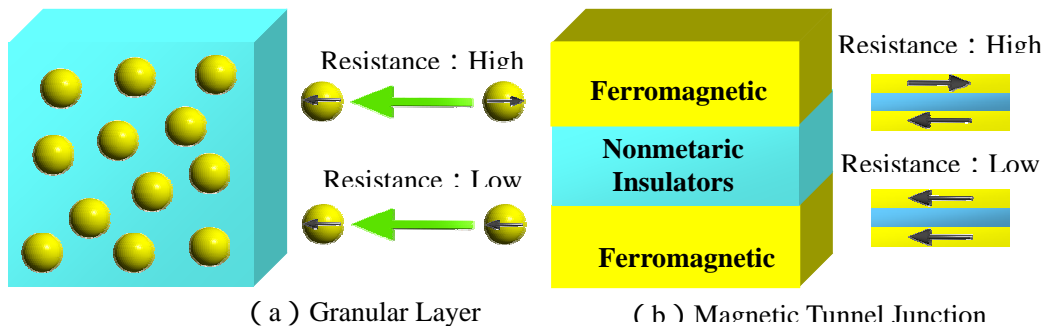 Resistance：High
Resistance：Low
（a）Granular Layer
Ferromagnetic
Nonmetaric
Insulators
Ferromagnetic
Resistance：High
Resistance：Low
（b）Magnetic Tunnel Junction